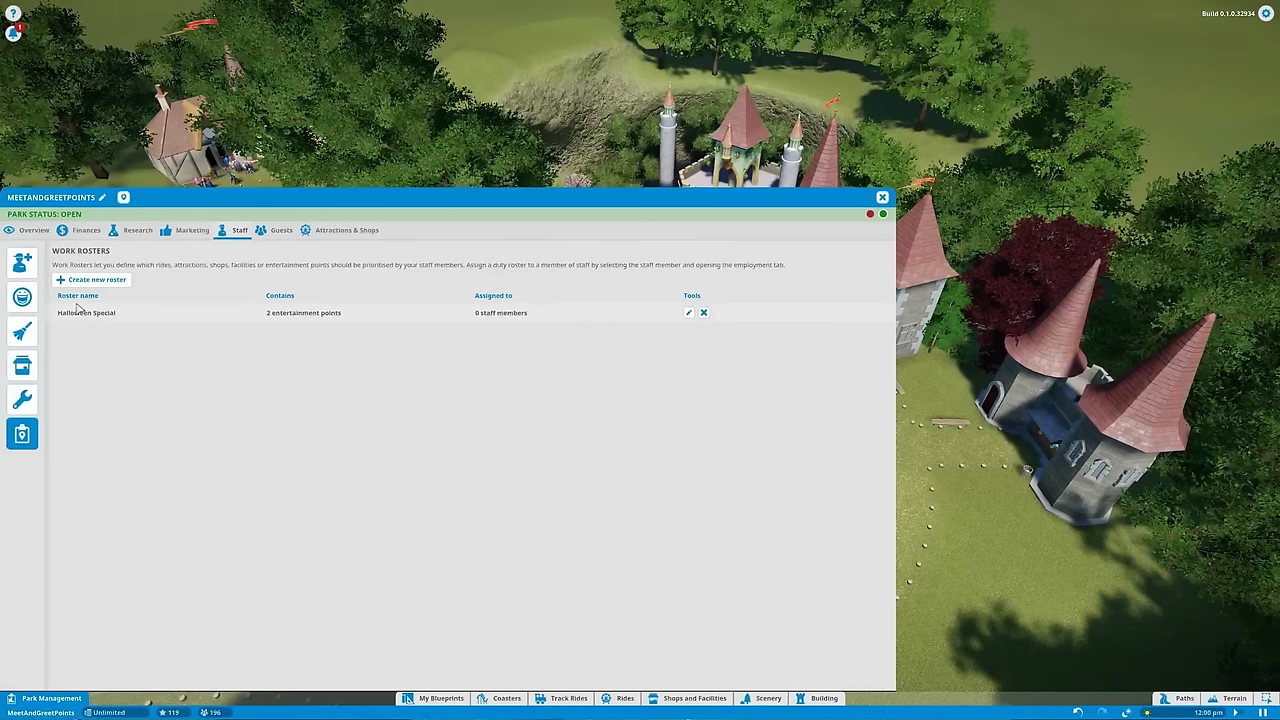 ?
1
Build 0.1.0.32934
MEETANDGREETPOINTS
PARK STATUS: OPEN
Overview Finances Research Marketing Staff Guests Attractions & Shops
WORK ROSTERS
Work Rosters let you define which rides, attractions, shops, facilities or entertainment points should be prioritised by your staff members. Assign a duty roster to a member of staff by selecting the staff member and opening the employment tab.
Create new roster
Roster name Contains Assigned to Tools
Halloween Special 2 entertainment points 0 staff members
Park Management My Blueprints Coasters Track Rides Rides Shops and Facilities Scenery Building Paths Terrain
MeetAndGreetPoints Unlimited 119 196 12:00 pm